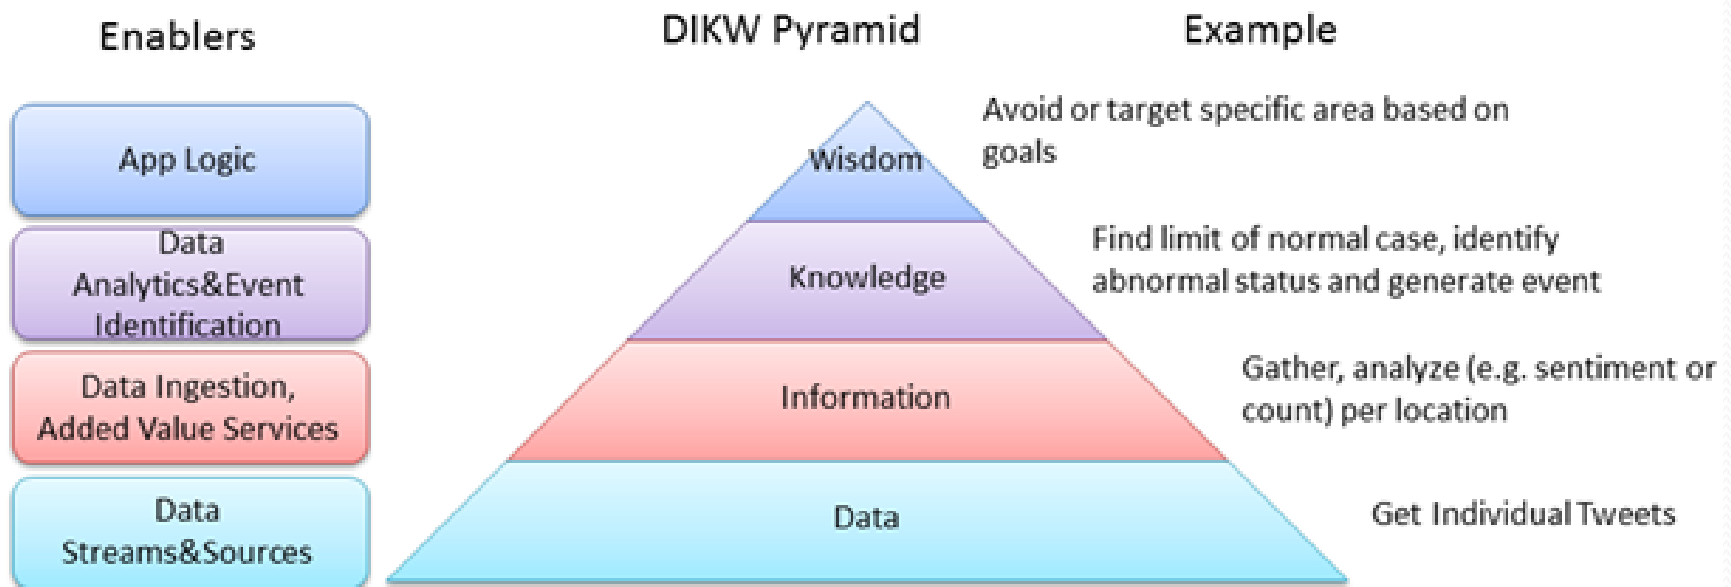 Enablers
DIKW Pyramid
Example
App Logic
Wisdom
Avoid or target specific area based on
goals
Data
Analytics&Event
Identification
Knowledge
Find limit of normal case, identify
abnormal status and generate event
Data Ingestion,
Added Value Services
Information
Gather, analyze (e.g. sentiment or
count) per location
Data
Streams&Sources
Data
Get Individual Tweets